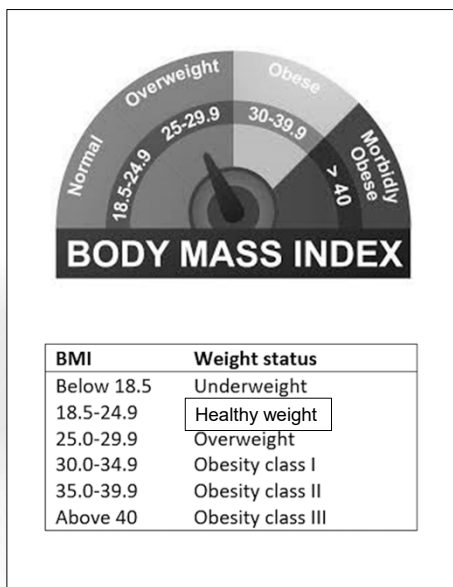 Normal
Overweight
Obese
Morbidly
Obese
18.5-24.9
25-29.9
30-39.9
> 40
BODY MASS INDEX
BMI Weight status
Below 18.5 Underweight
18.5-24.9 Healthy weight
25.0-29.9 Overweight
30.0-34.9 Obesity class I
35.0-39.9 Obesity class II
Above 40 Obesity class III